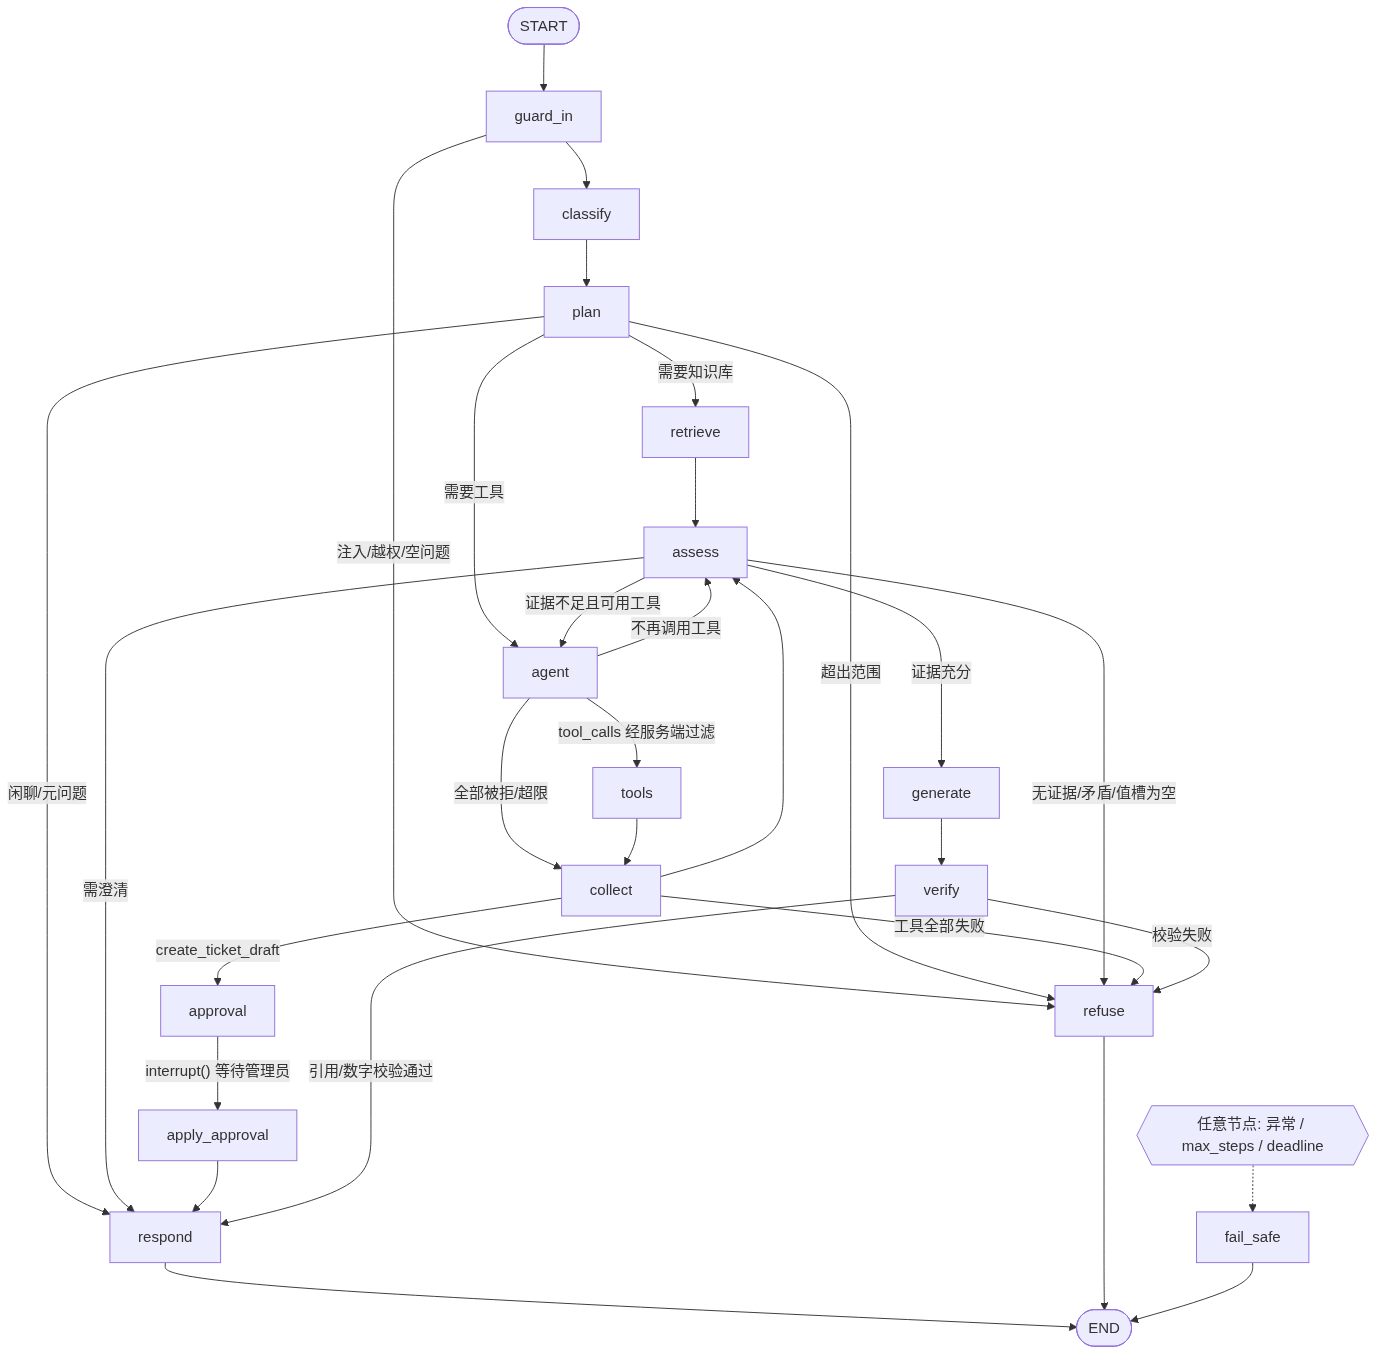 START
guard_in
classify
plan
需要知识库
retrieve
需要工具
注入/越权/空问题
assess
证据不足且可用工具
不再调用工具
agent
超出范围
证据充分
tool_calls 经服务端过滤
闲聊/元问题
全部被拒/超限
tools
generate
无证据/矛盾/值槽为空
需澄清
collect
verify
工具全部失败
校验失败
create_ticket_draft
approval
refuse
interrupt() 等待管理员
引用/数字校验通过
apply_approval
任意节点: 异常 /
max_steps / deadline
respond
fail_safe
END